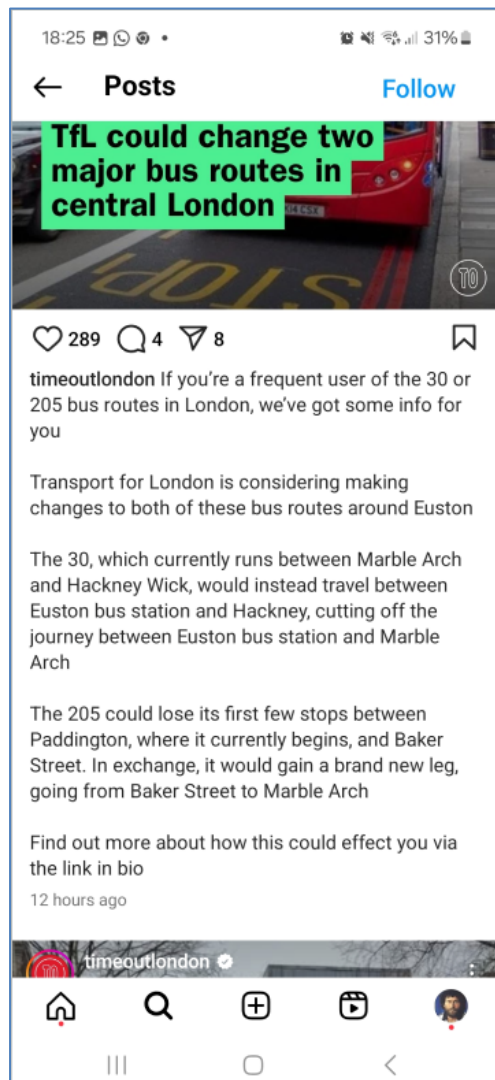 18:25 31%
Posts Follow
TfL could change two
major bus routes in
central London
TO
289 4 8
timeoutlondon If you're a frequent user of the 30 or
205 bus routes in London, we've got some info for
you
Transport for London is considering making
changes to both of these bus routes around Euston
The 30, which currently runs between Marble Arch
and Hackney Wick, would instead travel between
Euston bus station and Hackney, cutting off the
journey between Euston bus station and Marble
Arch
The 205 could lose its first few stops between
Paddington, where it currently begins, and Baker
Street. In exchange, it would gain a brand new leg,
going from Baker Street to Marble Arch
Find out more about how this could effect you via
the link in bio
12 hours ago
TO timeoutlondon